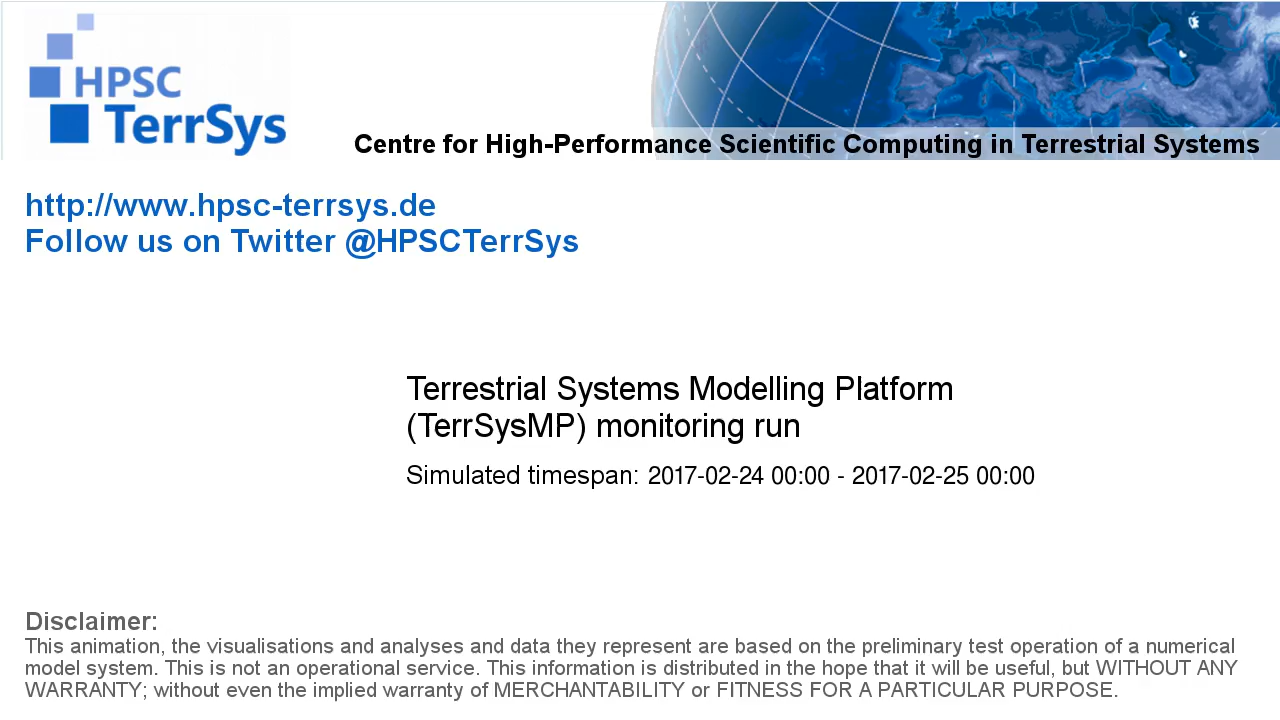 HPSC
TerrSys
Centre for High-Performance Scientific Computing in Terrestrial Systems
http://www.hpsc-terrsys.de
Follow us on Twitter @HPSCTerrSys
Terrestrial Systems Modelling Platform
(TerrSysMP) monitoring run
Simulated timespan: 2017-02-24 00:00 - 2017-02-25 00:00
Disclaimer:
This animation, the visualisations and analyses and data they represent are based on the preliminary test operation of a numerical
model system. This is not an operational service. This information is distributed in the hope that it will be useful, but WITHOUT ANY
WARRANTY; without even the implied warranty of MERCHANTABILITY or FITNESS FOR A PARTICULAR PURPOSE.